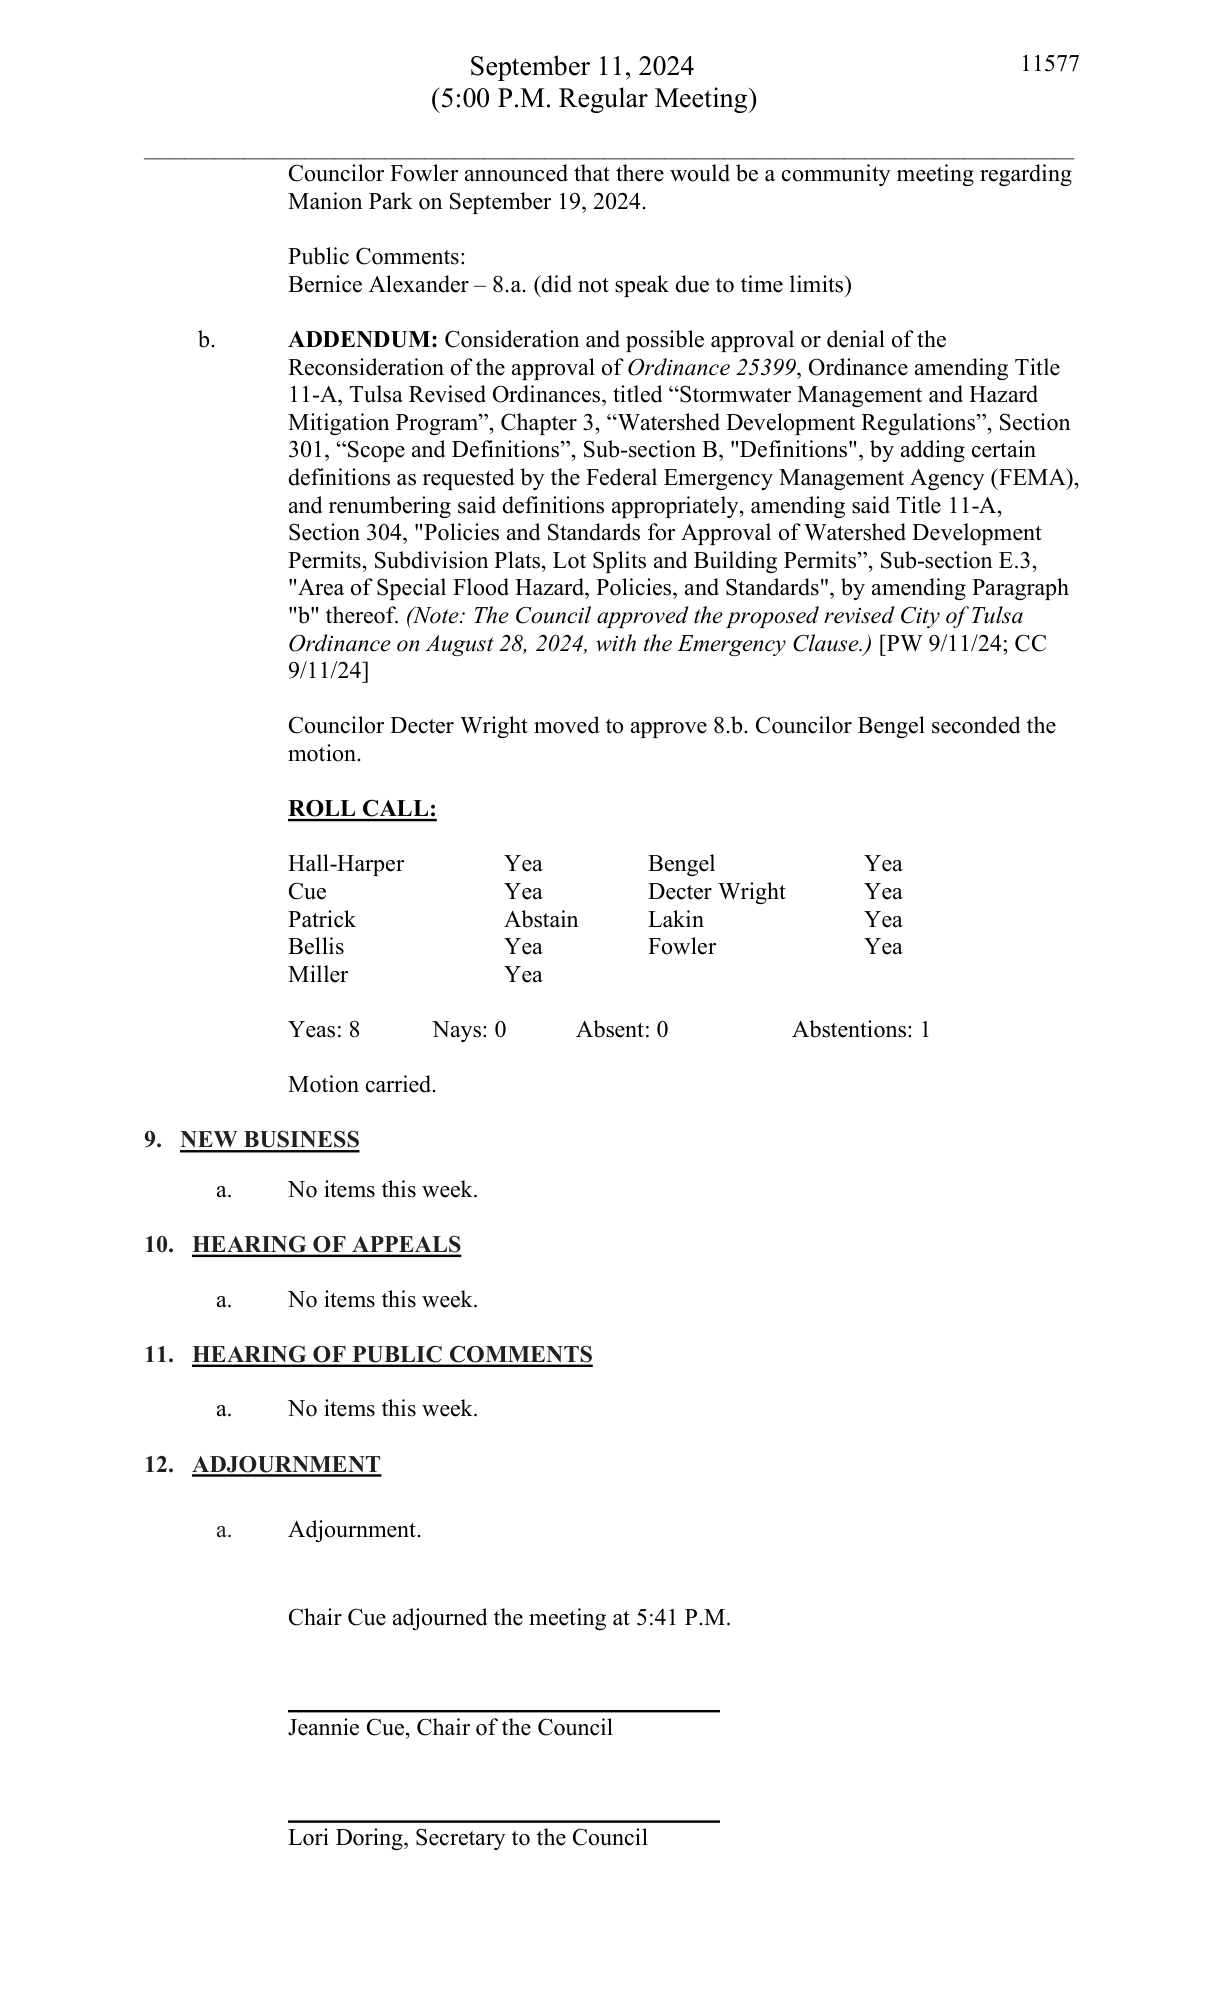 September 11, 2024
11577
(5:00 P.M. Regular Meeting)
Councilor Fowler announced that there would be a community meeting regarding
Manion Park on September 19, 2024.
Public Comments:
Bernice Alexander – 8.a. (did not speak due to time limits)
b. ADDENDUM: Consideration and possible approval or denial of the
Reconsideration of the approval of Ordinance 25399, Ordinance amending Title
11-A, Tulsa Revised Ordinances, titled “Stormwater Management and Hazard
Mitigation Program”, Chapter 3, “Watershed Development Regulations”, Section
301, “Scope and Definitions”, Sub-section B, "Definitions", by adding certain
definitions as requested by the Federal Emergency Management Agency (FEMA),
and renumbering said definitions appropriately, amending said Title 11-A,
Section 304, "Policies and Standards for Approval of Watershed Development
Permits, Subdivision Plats, Lot Splits and Building Permits”, Sub-section E.3,
"Area of Special Flood Hazard, Policies, and Standards", by amending Paragraph
"b" thereof. (Note: The Council approved the proposed revised City of Tulsa
Ordinance on August 28, 2024, with the Emergency Clause.) [PW 9/11/24; CC
9/11/24]
Councilor Decter Wright moved to approve 8.b. Councilor Bengel seconded the
motion.
ROLL CALL:
Hall-Harper Yea Bengel Yea
Cue Yea Decter Wright Yea
Patrick Abstain Lakin Yea
Bellis Yea Fowler Yea
Miller Yea
Yeas: 8 Nays: 0 Absent: 0 Abstentions: 1
Motion carried.
9. NEW BUSINESS
a. No items this week.
10. HEARING OF APPEALS
a. No items this week.
11. HEARING OF PUBLIC COMMENTS
a. No items this week.
12. ADJOURNMENT
a. Adjournment.
Chair Cue adjourned the meeting at 5:41 P.M.
Jeannie Cue, Chair of the Council
Lori Doring, Secretary to the Council